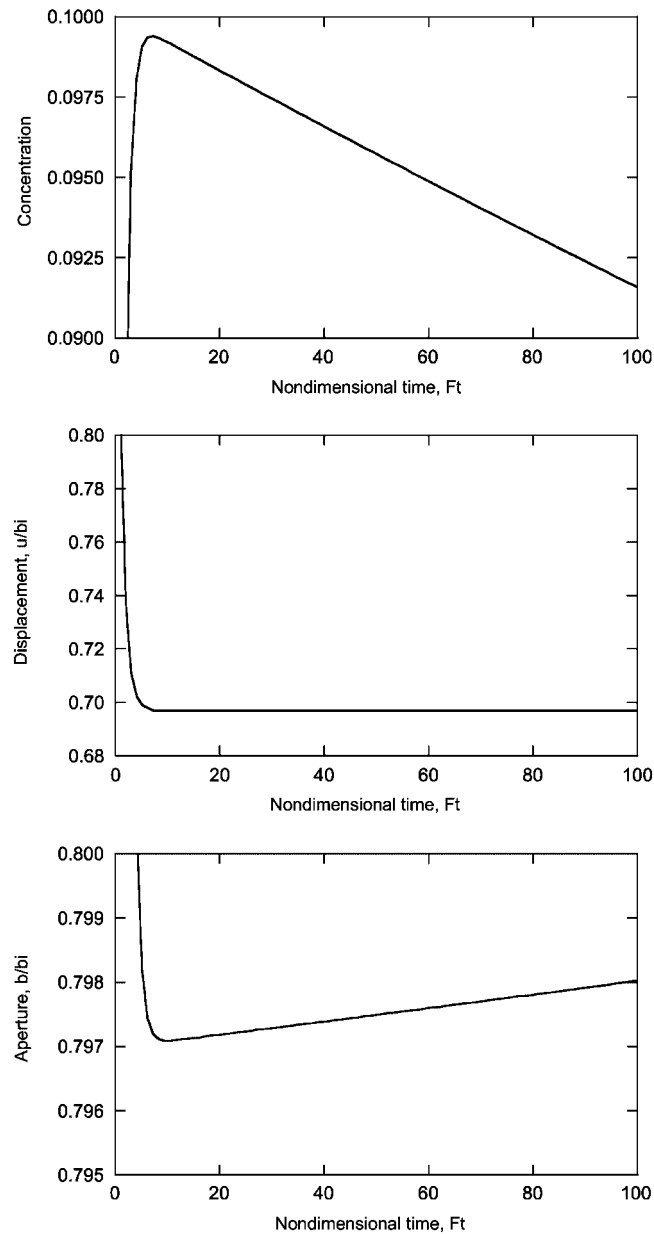 0.1000
0.0975
0.0950
0.0925
0.0900
Concentration
0 20 40 60 80 100
Nondimensional time, Ft
0.80
0.78
0.76
0.74
0.72
0.70
0.68
Displacement, u/bi
0 20 40 60 80 100
Nondimensional time, Ft
0.800
0.799
0.798
0.797
0.796
0.795
Aperture, b/bi
0 20 40 60 80 100
Nondimensional time, Ft